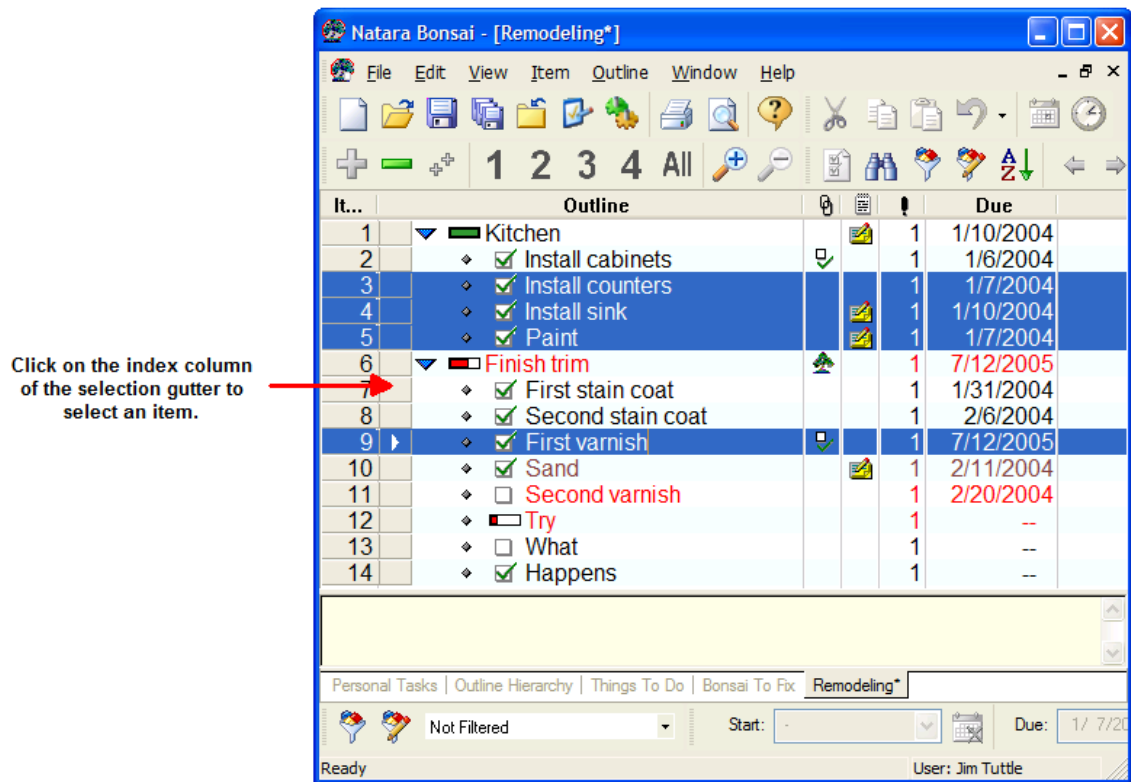 Natara Bonsai - [Remodeling*]
File Edit View Item Outline Window Help
1 2 3 4 All
A
Z
It... Outline Due
1 Kitchen 1 1/10/2004
2 Install cabinets 1 1/6/2004
3 Install counters 1 1/7/2004
4 Install sink 1 1/10/2004
5 Paint 1 1/7/2004
6 Finish trim 1 7/12/2005
7 First stain coat 1 1/31/2004
8 Second stain coat 1 2/6/2004
9 First varnish 1 7/12/2005
10 Sand 1 2/11/2004
11 Second varnish 1 2/20/2004
12 Try 1 --
13 What 1 --
14 Happens 1 --
Click on the index column
of the selection gutter to
select an item.
Personal Tasks | Outline Hierarchy | Things To Do | Bonsai To Fix Remodeling*
Not Filtered Start: - Due: 1/ 7/20
Ready User: Jim Tuttle